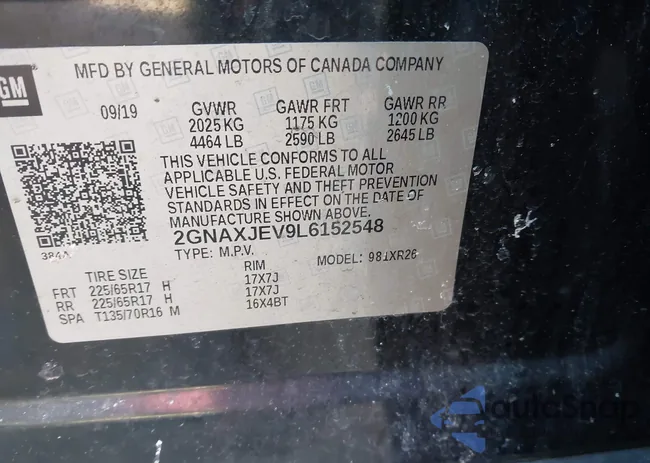 MFD BY GENERAL MOTORS OF CANADA COMPANY
GM
09/19 GVWR GAWR FRT GAWR RR
2025 KG 1175 KG 1200 KG
4464 LB 2590 LB 2645 LB
THIS VEHICLE CONFORMS TO ALL
APPLICABLE U.S. FEDERAL MOTOR
VEHICLE SAFETY AND THEFT PREVENTION
STANDARDS IN EFFECT ON THE DATE OF
MANUFACTURE SHOWN ABOVE.
2GNAXJEV9L6152548
384A TYPE: M.P.V. MODEL: 981XR26
TIRE SIZE RIM
FRT 225/65R17 H 17X7J
RR 225/65R17 H 17X7J
SPA T135/70R16 M 16X4BT
AutoSnap